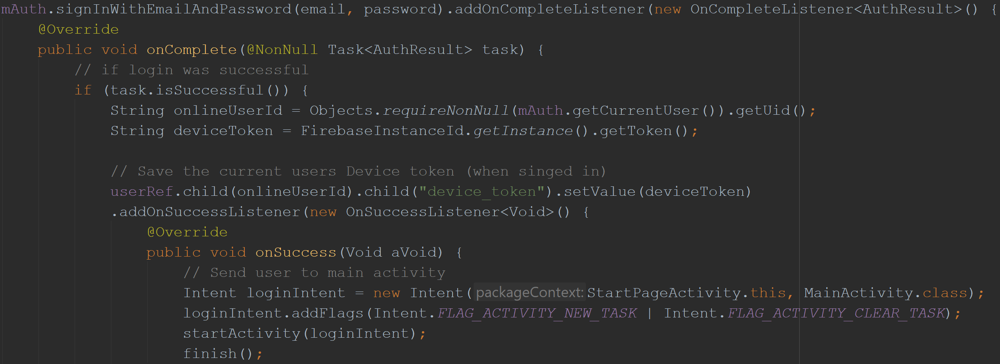 mAuth.signInWithEmailAndPassword(email, password).addOnCompleteListener(new OnCompleteListener<AuthResult>() {
@Override
public void onComplete(@NonNull Task<AuthResult> task) {
// if login was successful
if (task.isSuccessful()) {
String onlineUserId = Objects.requireNonNull(mAuth.getCurrentUser()).getUid();
String deviceToken = FirebaseInstanceId.getInstance().getToken();
// Save the current users Device token (when singed in)
userRef.child(onlineUserId).child("device_token").setValue(deviceToken)
.addOnSuccessListener(new OnSuccessListener<Void>() {
@Override
public void onSuccess(Void aVoid) {
// Send user to main activity
Intent loginIntent = new Intent( packageContext: StartPageActivity.this, MainActivity.class);
loginIntent.addFlags(Intent.FLAG_ACTIVITY_NEW_TASK | Intent.FLAG_ACTIVITY_CLEAR_TASK);
startActivity(loginIntent);
finish();